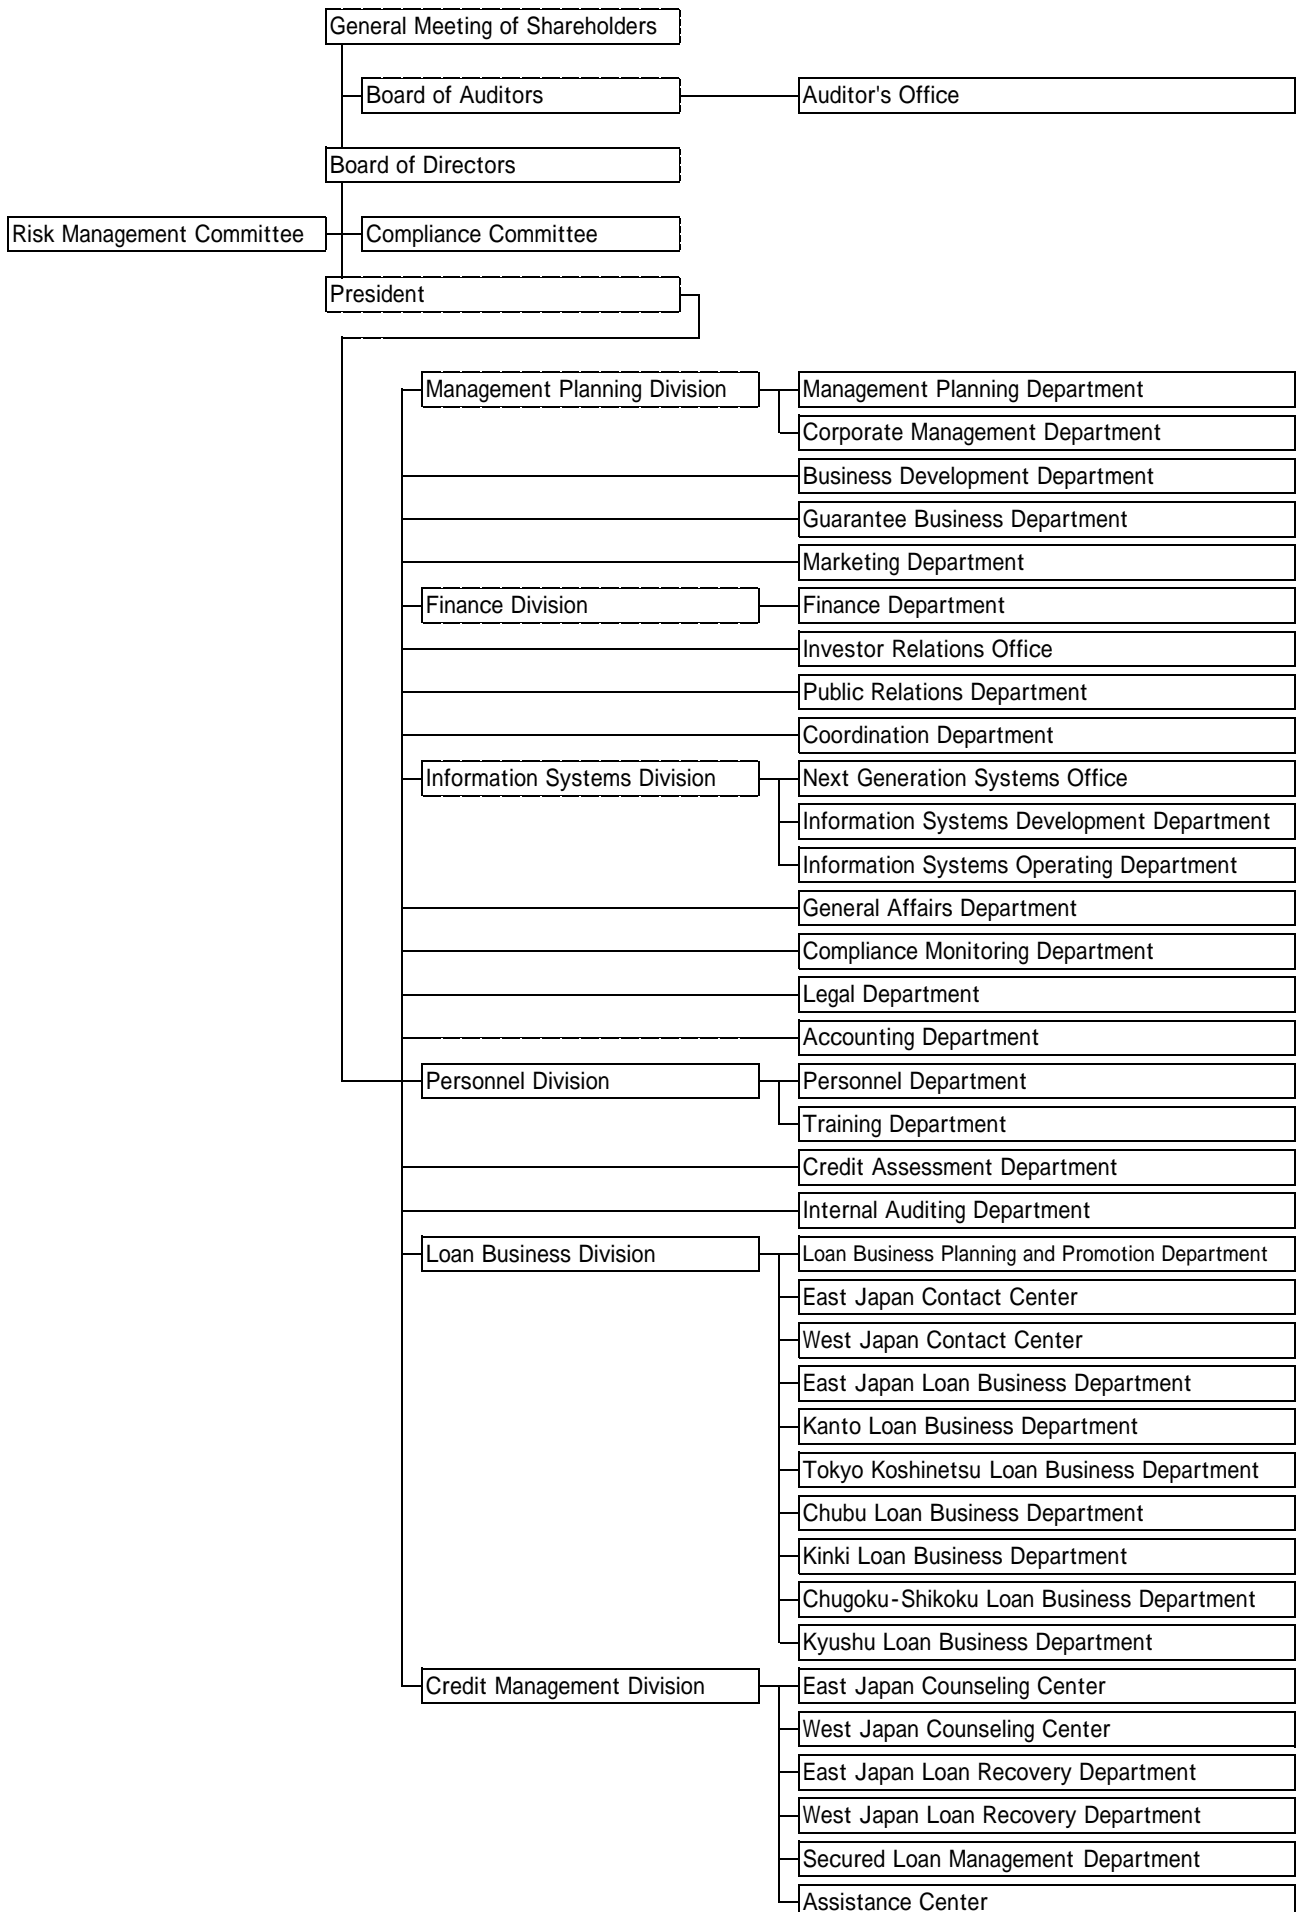 General Meeting of Shareholders
Board of Auditors
Auditor's Office
Board of Directors
Risk Management Committee
Compliance Committee
President
Management Planning Division
Management Planning Department
Corporate Management Department
Business Development Department
Guarantee Business Department
Marketing Department
Finance Division
Finance Department
Investor Relations Office
Public Relations Department
Coordination Department
Information Systems Division
Next Generation Systems Office
Information Systems Development Department
Information Systems Operating Department
General Affairs Department
Compliance Monitoring Department
Legal Department
Accounting Department
Personnel Division
Personnel Department
Training Department
Credit Assessment Department
Internal Auditing Department
Loan Business Division
Loan Business Planning and Promotion Department
East Japan Contact Center
West Japan Contact Center
East Japan Loan Business Department
Kanto Loan Business Department
Tokyo Koshinetsu Loan Business Department
Chubu Loan Business Department
Kinki Loan Business Department
Chugoku-Shikoku Loan Business Department
Kyushu Loan Business Department
Credit Management Division
East Japan Counseling Center
West Japan Counseling Center
East Japan Loan Recovery Department
West Japan Loan Recovery Department
Secured Loan Management Department
Assistance Center